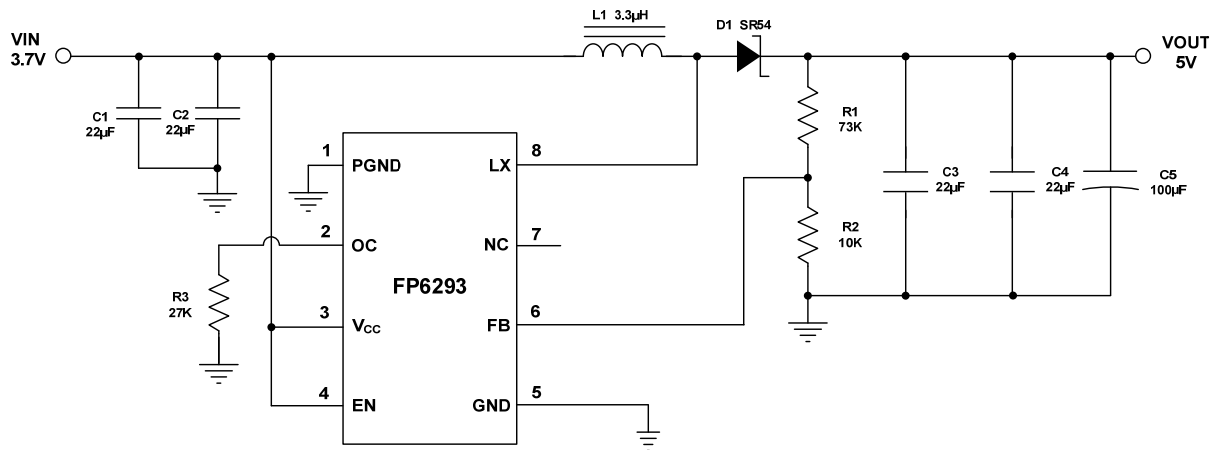 L1 3.3µH
D1 SR54
VIN
3.7V
VOUT
5V
C1
22µF
C2
22µF
R1
73K
1
PGND
LX
8
C3
22µF
C4
22µF
C5
100µF
2
OC
NC
7
R2
10K
FP6293
R3
27K
3
VCC
FB
6
4
EN
GND
5